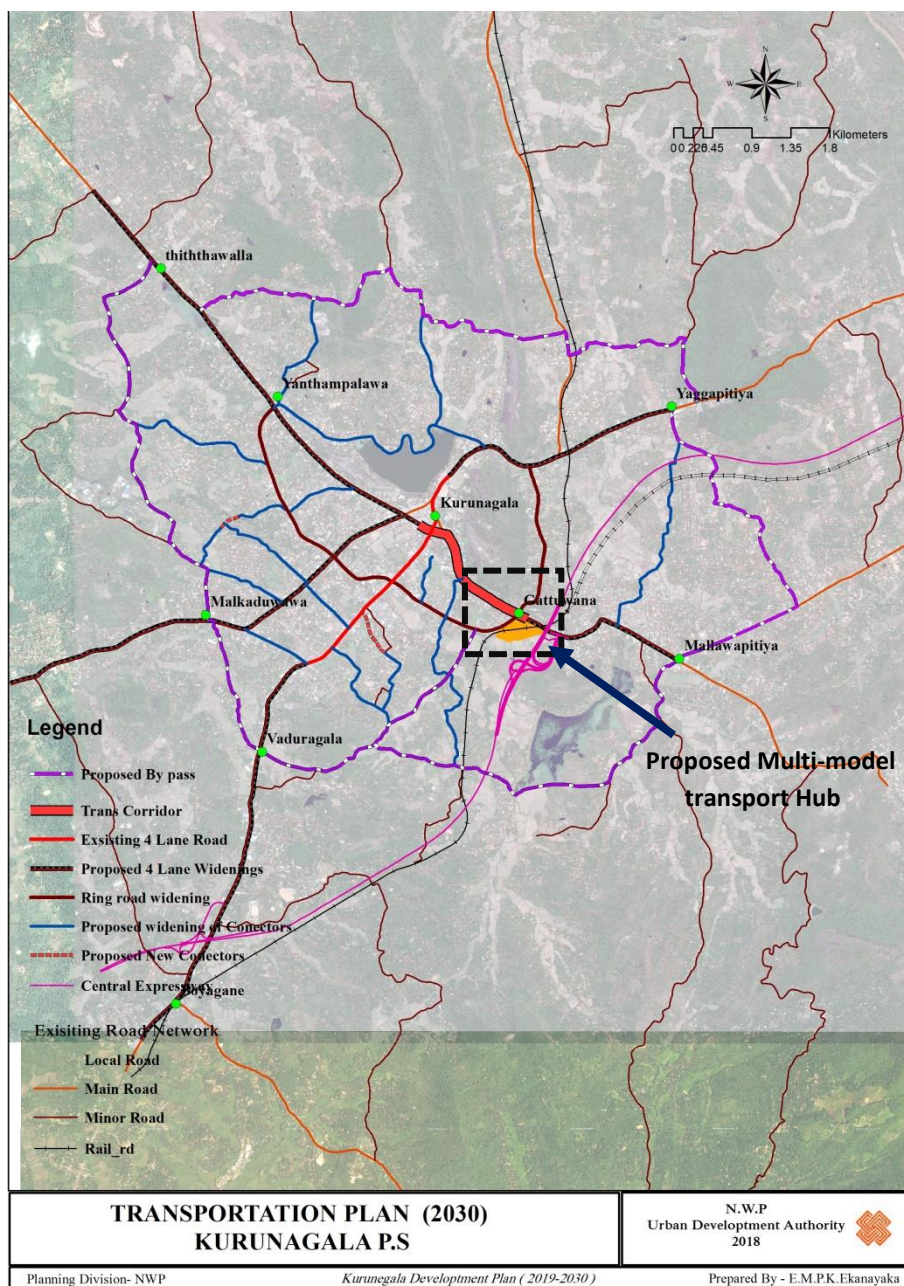 N
W
E
S
Kilometers
0 0.225 0.45 0.9 1.35 1.8
thiththawalla
Yanthampalawa
Yaggapitiya
Kurunagala
Malkaduwawa
Gattuwana
Mallawapitiya
Vaduragala
Proposed Multi-model
transport Hub
Legend
Proposed By pass
Trans Corridor
Exsisting 4 Lane Road
Proposed 4 Lane Widenings
Ring road widening
Proposed widening of Conectors
Proposed New Conectors
Central Expressway
Boyagane
Exisiting Road Network
Local Road
Main Road
Minor Road
Rail_rd
TRANSPORTATION PLAN (2030)
KURUNAGALA P.S
N.W.P
Urban Developtment Authority
2018
Planning Division- NWP
Kurunegala Developtment Plan ( 2019-2030 )
Prepared By - E.M.P.K.Ekanayaka